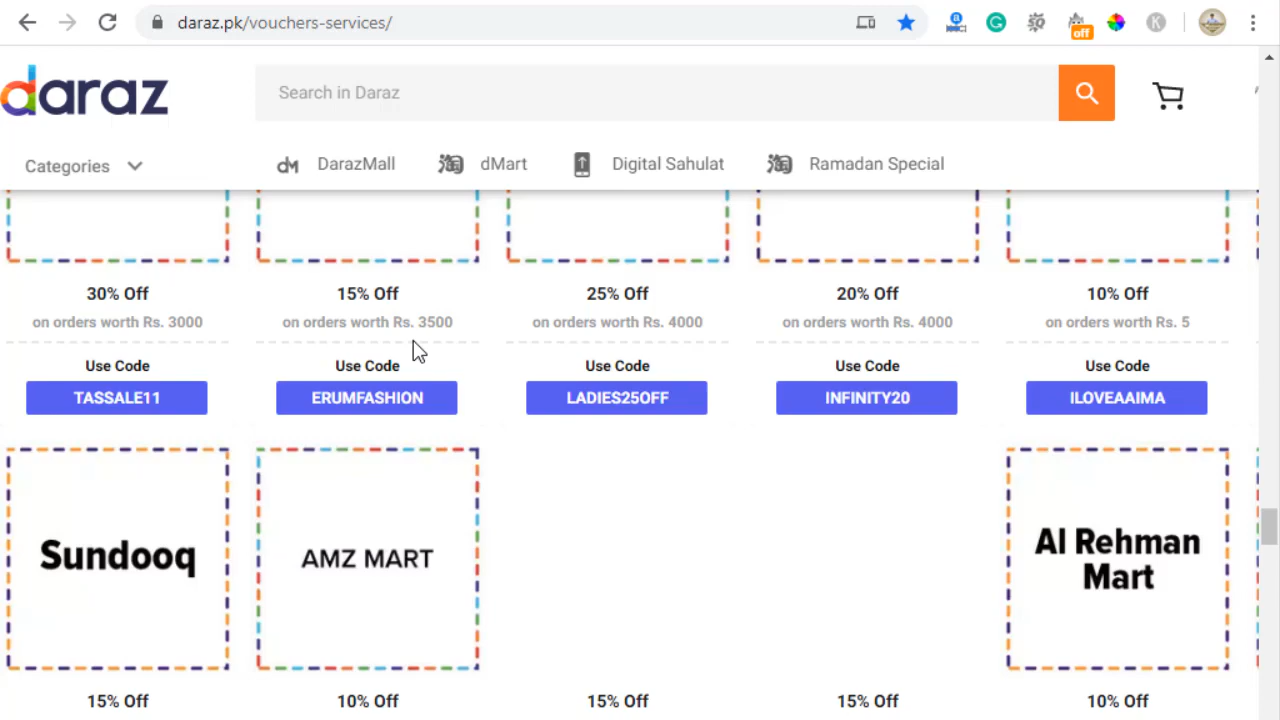 daraz.pk/vouchers-services/
off
K
daraz
Search in Daraz
Categories
DarazMall
dMart
Digital Sahulat
Ramadan Special
30% Off
15% Off
25% Off
20% Off
10% Off
on orders worth Rs. 3000
on orders worth Rs. 3500
on orders worth Rs. 4000
on orders worth Rs. 4000
on orders worth Rs. 5
Use Code
Use Code
Use Code
Use Code
Use Code
TASSALE11
ERUMFASHION
LADIES25OFF
INFINITY20
ILOVEAAIMA
Sundooq
AMZ MART
Al Rehman
Mart
15% Off
10% Off
15% Off
15% Off
10% Off